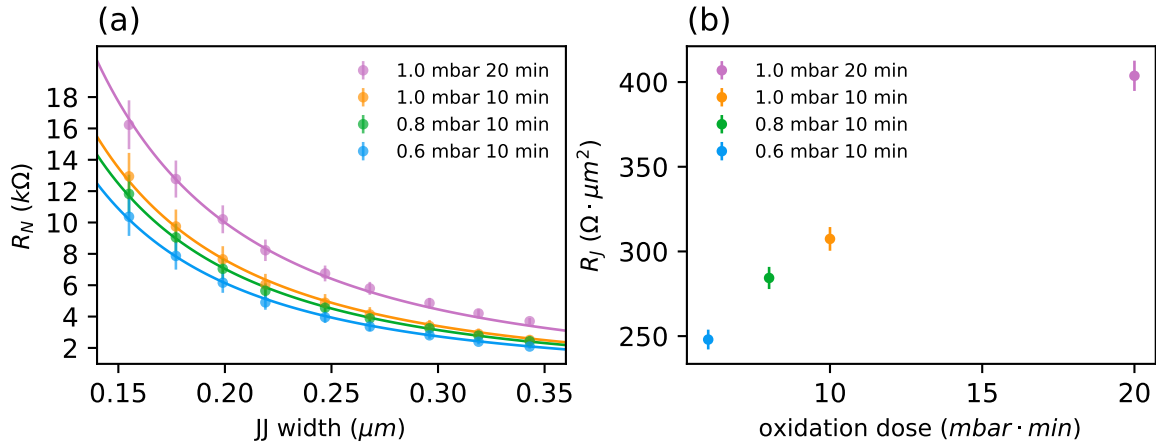 (a)
18
16
14
12
10
8
6
4
2
R_N (kΩ)
0.15 0.20 0.25 0.30 0.35
JJ width (μm)
1.0 mbar 20 min
1.0 mbar 10 min
0.8 mbar 10 min
0.6 mbar 10 min
(b)
400
350
300
250
R_J (Ω · μm²)
10 15 20
oxidation dose (mbar · min)
1.0 mbar 20 min
1.0 mbar 10 min
0.8 mbar 10 min
0.6 mbar 10 min